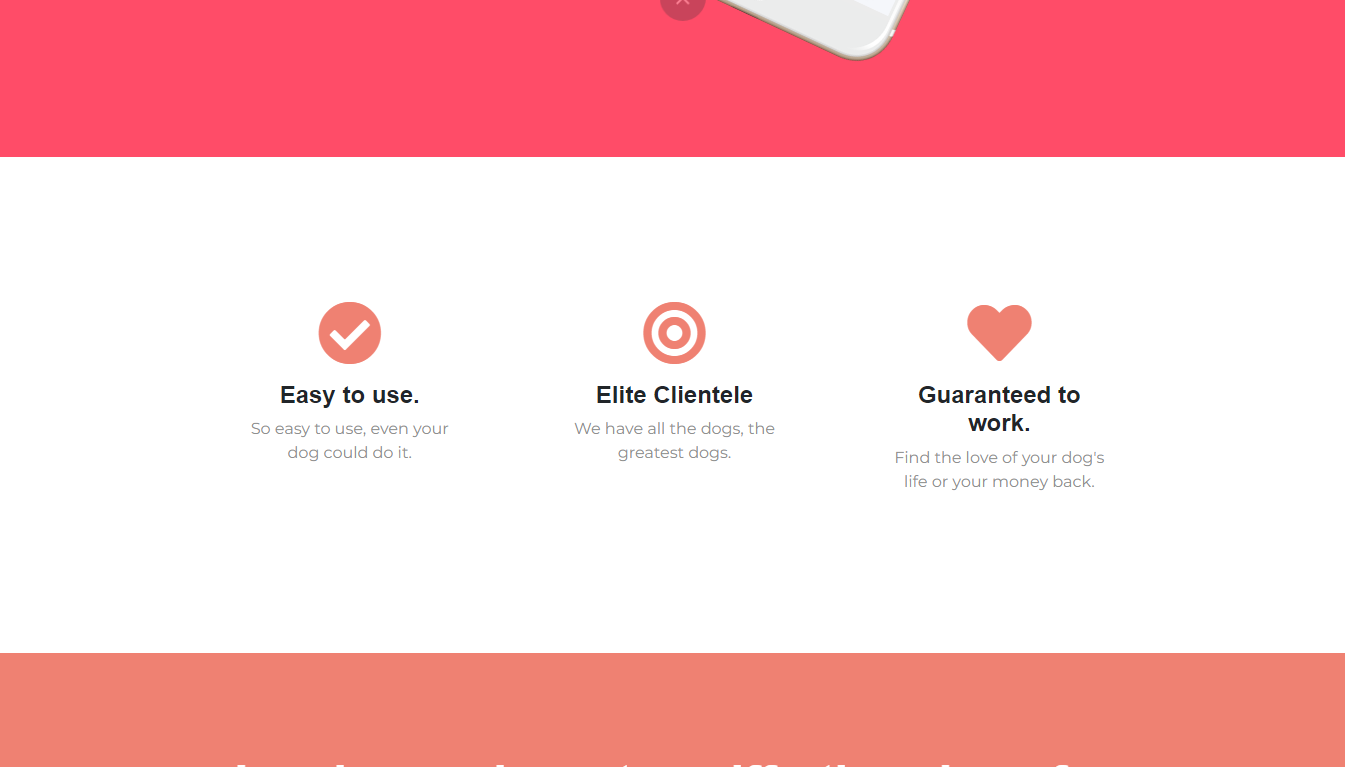 Easy to use.
So easy to use, even your
dog could do it.
Elite Clientele
We have all the dogs, the
greatest dogs.
Guaranteed to
work.
Find the love of your dog's
life or your money back.